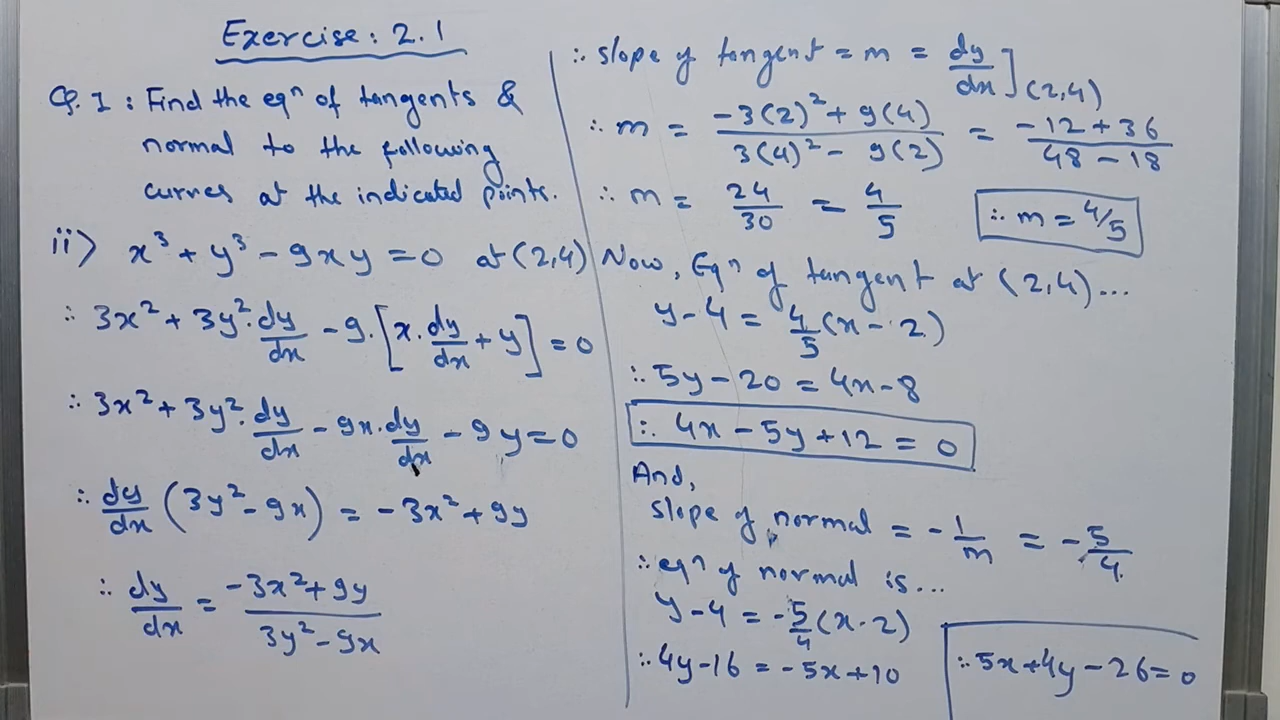 Exercise: 2.1
Q.1: Find the eqⁿ of tangents &
normal to the following
curves at the indicated points.
ii) x³ + y³ - 9xy = 0 at (2,4)
∴ 3x² + 3y².dy/dx - 9.[x.dy/dx + y] = 0
∴ 3x² + 3y².dy/dx - 9x.dy/dx - 9y = 0
∴ dy/dx (3y² - 9x) = -3x² + 9y
∴ dy/dx = (-3x² + 9y)/(3y² - 9x)
∴ slope of tangent = m = dy/dx](2,4)
∴ m = (-3(2)² + 9(4))/(3(4)² - 9(2)) = (-12+36)/(48-18)
∴ m = 24/30 = 4/5 ∴ m = 4/5
Now, Eqⁿ of tangent at (2,4)...
y-4 = 4/5(x-2)
∴ 5y-20 = 4x-8
∴ 4x-5y+12 = 0
And,
slope of normal = -1/m = -5/4.
∴ eqⁿ of normal is...
y-4 = -5/4(x-2)
∴ 4y-16 = -5x+10
∴ 5x+4y-26=0